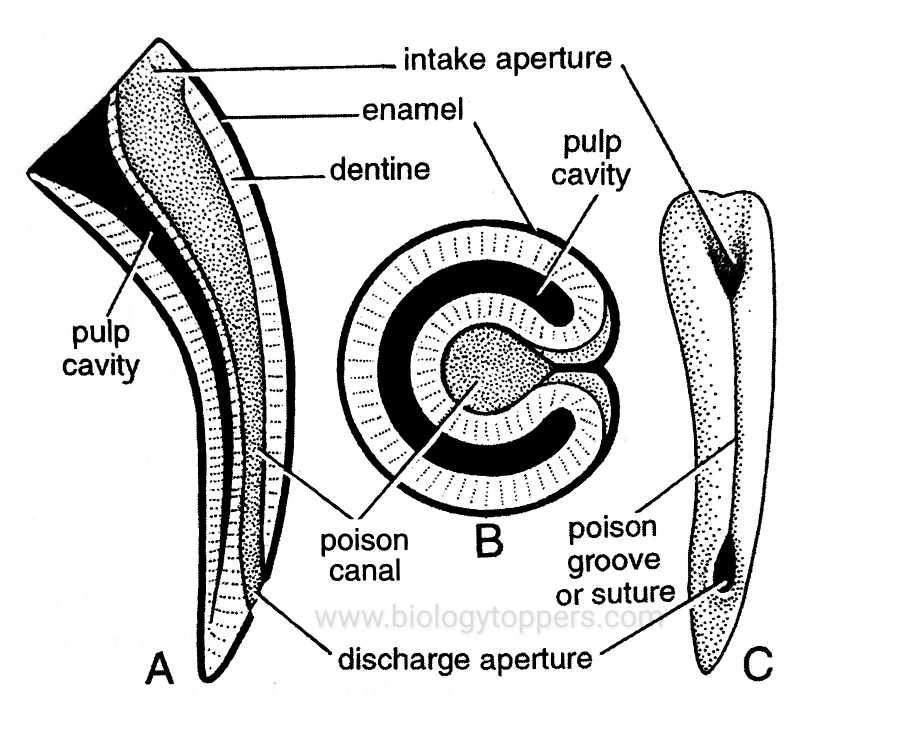 intake aperture
enamel
pulp
cavity
dentine
pulp
cavity
poison
canal
B
poison
groove
or suture
www.biologytoppers.com
discharge aperture
A
C